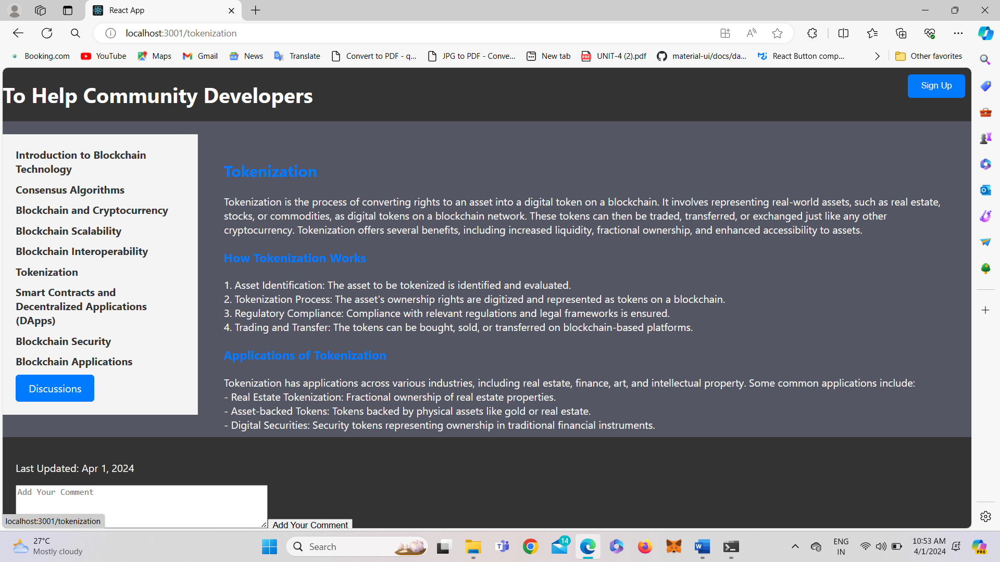 React App
localhost:3001/tokenization
Booking.com YouTube Maps Gmail News Translate Convert to PDF - q... JPG to PDF - Conve... New tab UNIT-4 (2).pdf material-ui/docs/da... React Button comp... Other favorites
To Help Community Developers
Sign Up
Introduction to Blockchain
Technology
Consensus Algorithms
Blockchain and Cryptocurrency
Blockchain Scalability
Blockchain Interoperability
Tokenization
Smart Contracts and
Decentralized Applications
(DApps)
Blockchain Security
Blockchain Applications
Discussions
Tokenization
Tokenization is the process of converting rights to an asset into a digital token on a blockchain. It involves representing real-world assets, such as real estate,
stocks, or commodities, as digital tokens on a blockchain network. These tokens can then be traded, transferred, or exchanged just like any other
cryptocurrency. Tokenization offers several benefits, including increased liquidity, fractional ownership, and enhanced accessibility to assets.
How Tokenization Works
1. Asset Identification: The asset to be tokenized is identified and evaluated.
2. Tokenization Process: The asset's ownership rights are digitized and represented as tokens on a blockchain.
3. Regulatory Compliance: Compliance with relevant regulations and legal frameworks is ensured.
4. Trading and Transfer: The tokens can be bought, sold, or transferred on blockchain-based platforms.
Applications of Tokenization
Tokenization has applications across various industries, including real estate, finance, art, and intellectual property. Some common applications include:
- Real Estate Tokenization: Fractional ownership of real estate properties.
- Asset-backed Tokens: Tokens backed by physical assets like gold or real estate.
- Digital Securities: Security tokens representing ownership in traditional financial instruments.
Last Updated: Apr 1, 2024
Add Your Comment
Add Your Comment
localhost:3001/tokenization
27°C
Mostly cloudy
Search
14
ENG
IN
10:53 AM
4/1/2024
PRE